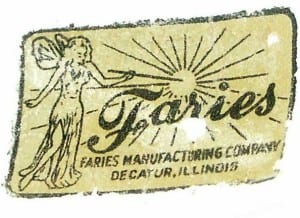 Faries
FARIES MANUFACTURING COMPANY
DECATUR, ILLINOIS